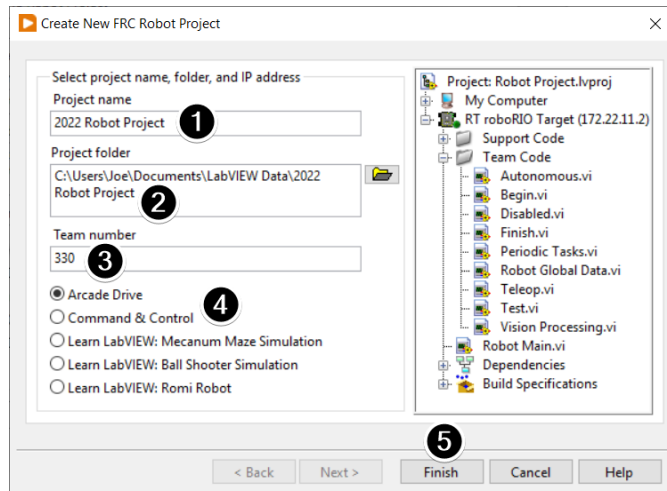 Create New FRC Robot Project
Select project name, folder, and IP address
Project name
2022 Robot Project
1
Project folder
C:\Users\Joe\Documents\LabVIEW Data\2022
Robot Project
2
Team number
330
3
Arcade Drive
4
Command & Control
Learn LabVIEW: Mecanum Maze Simulation
Learn LabVIEW: Ball Shooter Simulation
Learn LabVIEW: Romi Robot
Project: Robot Project.lvproj
My Computer
RT roboRIO Target (172.22.11.2)
Support Code
Team Code
Autonomous.vi
Begin.vi
Disabled.vi
Finish.vi
Periodic Tasks.vi
Robot Global Data.vi
Teleop.vi
Test.vi
Vision Processing.vi
Robot Main.vi
Dependencies
Build Specifications
5
< Back
Next >
Finish
Cancel
Help